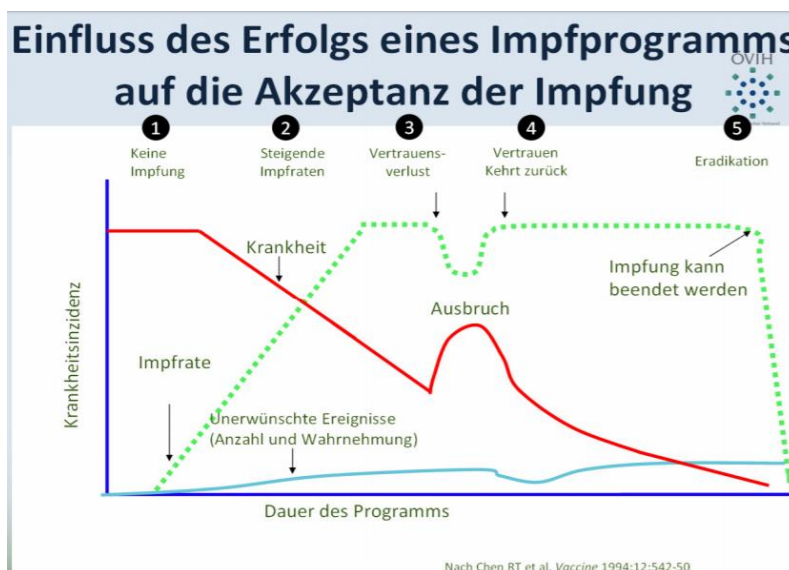 Einfluss des Erfolgs eines Impfprogramms
auf die Akzeptanz der Impfung
ÖVIH
1
2
3
4
5
Keine
Impfung
Steigende
Impfraten
Vertrauens-
verlust
Vertrauen
Kehrt zurück
Eradikation
Krankheit
Impfung kann
beendet werden
Ausbruch
Impfrate
Unerwünschte Ereignisse
(Anzahl und Wahrnehmung)
Krankheitsinzidenz
Dauer des Programms
Nach Chen RT et al. Vaccine 1994:12:542-50